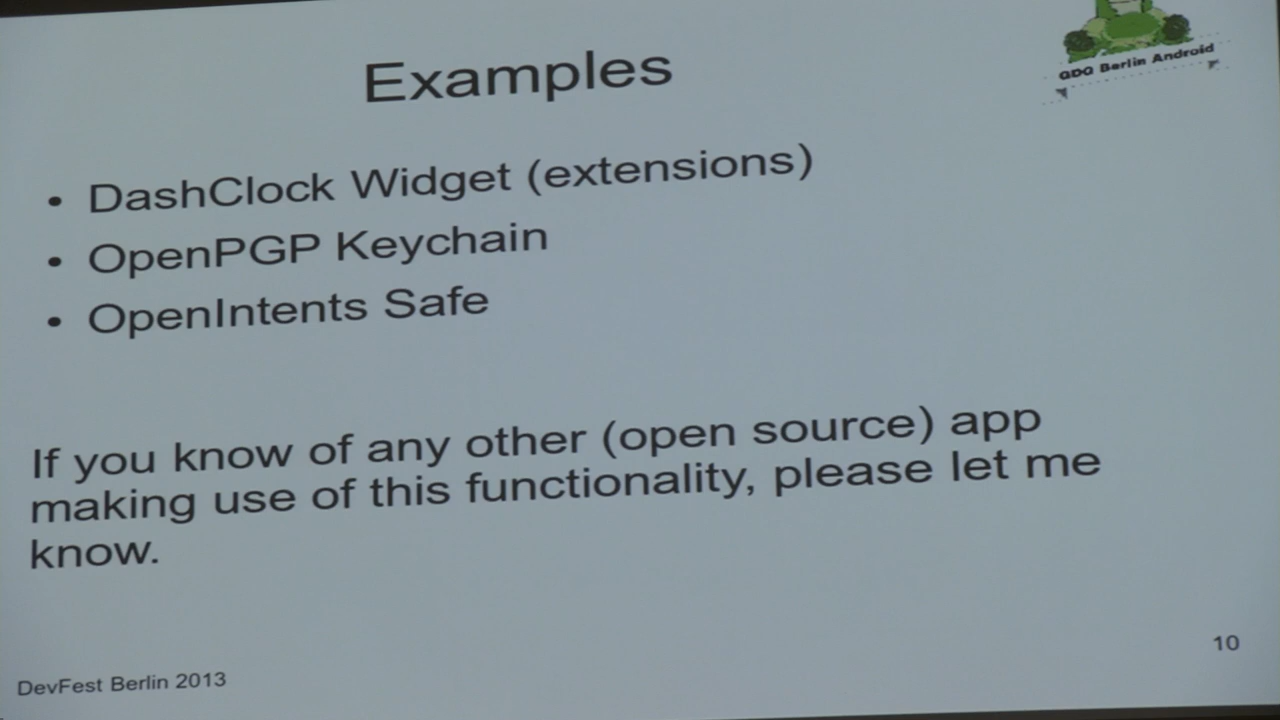 Examples
GDG Berlin Android
• DashClock Widget (extensions)
• OpenPGP Keychain
• OpenIntents Safe
If you know of any other (open source) app
making use of this functionality, please let me
know.
DevFest Berlin 2013
10